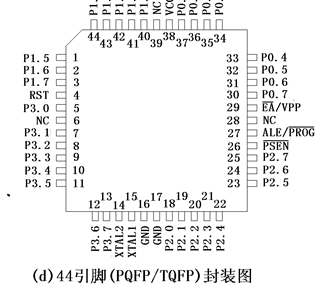 NC
44 43 42 41 40 39 38 37 36 35 34
P1.5 1 33 P0.4
P1.6 2 32 P0.5
P1.7 3 31 P0.6
RST 4 30 P0.7
P3.0 5 29 EA/VPP
NC 6 28 NC
P3.1 7 27 ALE/PROG
P3.2 8 26 PSEN
P3.3 9 25 P2.7
P3.4 10 24 P2.6
P3.5 11 23 P2.5
12 13 14 15 16 17 18 19 20 21 22
P3.6
P3.7
XTAL2
XTAL1
GND
GND
P2.0
P2.1
P2.2
P2.3
P2.4
(d)44引脚(PQFP/TQFP)封装图